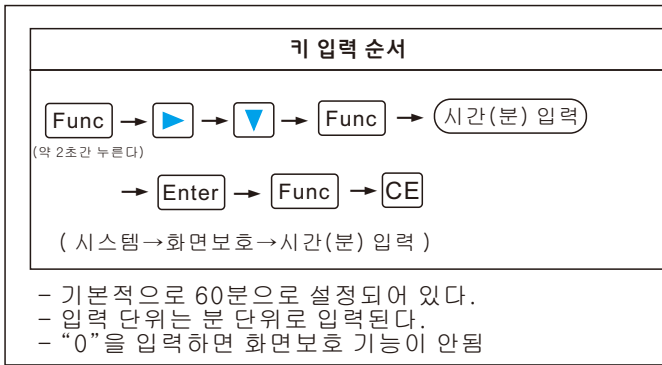 키 입력 순서
Func → ▶ → ▼ → Func → 시간(분) 입력
(약 2초간 누른다)
→ Enter → Func → CE
( 시스템→화면보호→시간(분) 입력 )
- 기본적으로 60분으로 설정되어 있다.
- 입력 단위는 분 단위로 입력된다.
- “0”을 입력하면 화면보호 기능이 안됨